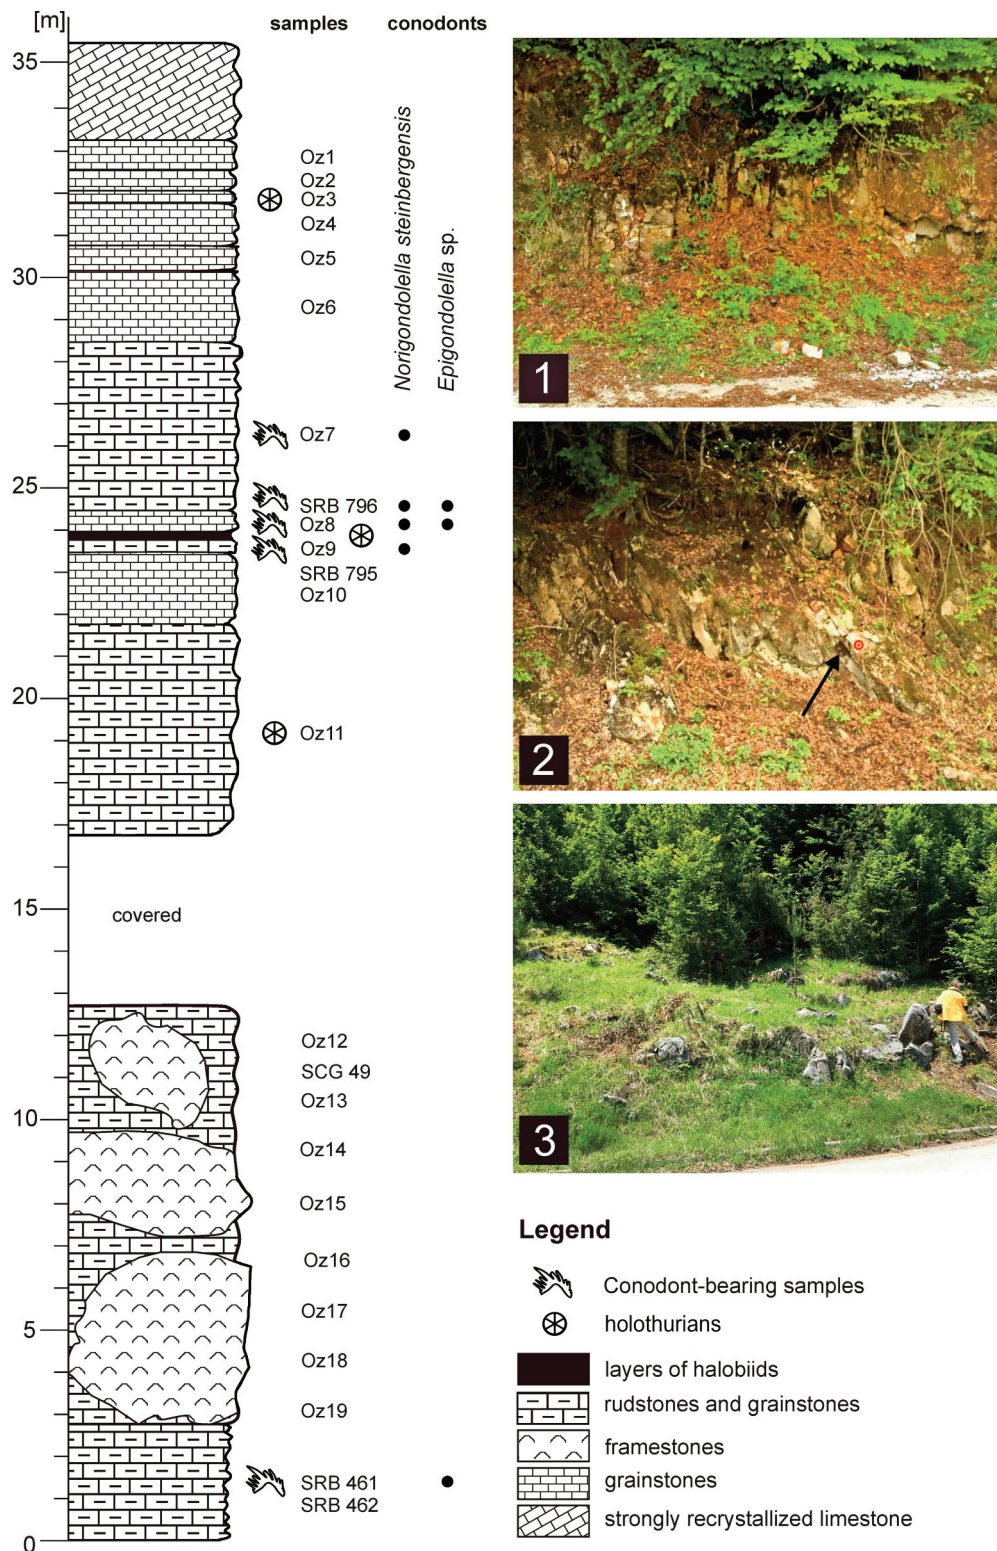 [m]
samples
conodonts
Norigondolella steinbergensis
Epigondolella sp.
35
30
25
20
15
10
5
0
Oz1
Oz2
Oz3
Oz4
Oz5
Oz6
Oz7
SRB 796
Oz8
Oz9
SRB 795
Oz10
Oz11
covered
Oz12
SCG 49
Oz13
Oz14
Oz15
Oz16
Oz17
Oz18
Oz19
SRB 461
SRB 462
1
2
3
Legend
Conodont-bearing samples
holothurians
layers of halobiids
rudstones and grainstones
framestones
grainstones
strongly recrystallized limestone